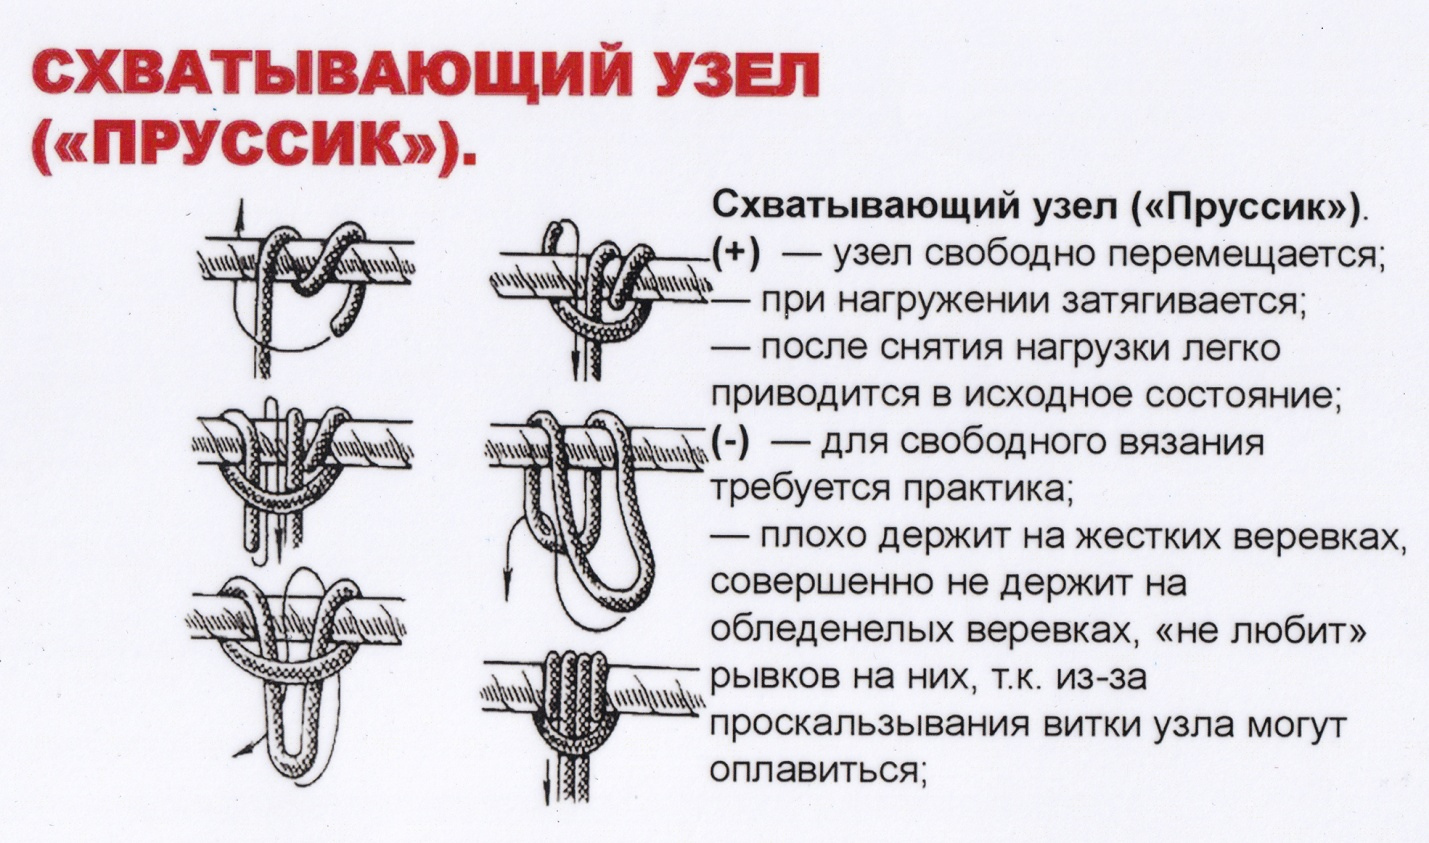 СХВАТЫВАЮЩИЙ УЗЕЛ
(«ПРУССИК»).
Схватывающий узел («Пруссик»).
(+) — узел свободно перемещается;
— при нагружении затягивается;
— после снятия нагрузки легко
приводится в исходное состояние;
(-) — для свободного вязания
требуется практика;
— плохо держит на жестких веревках,
совершенно не держит на
обледенелых веревках, «не любит»
рывков на них, т.к. из-за
проскальзывания витки узла могут
оплавиться;